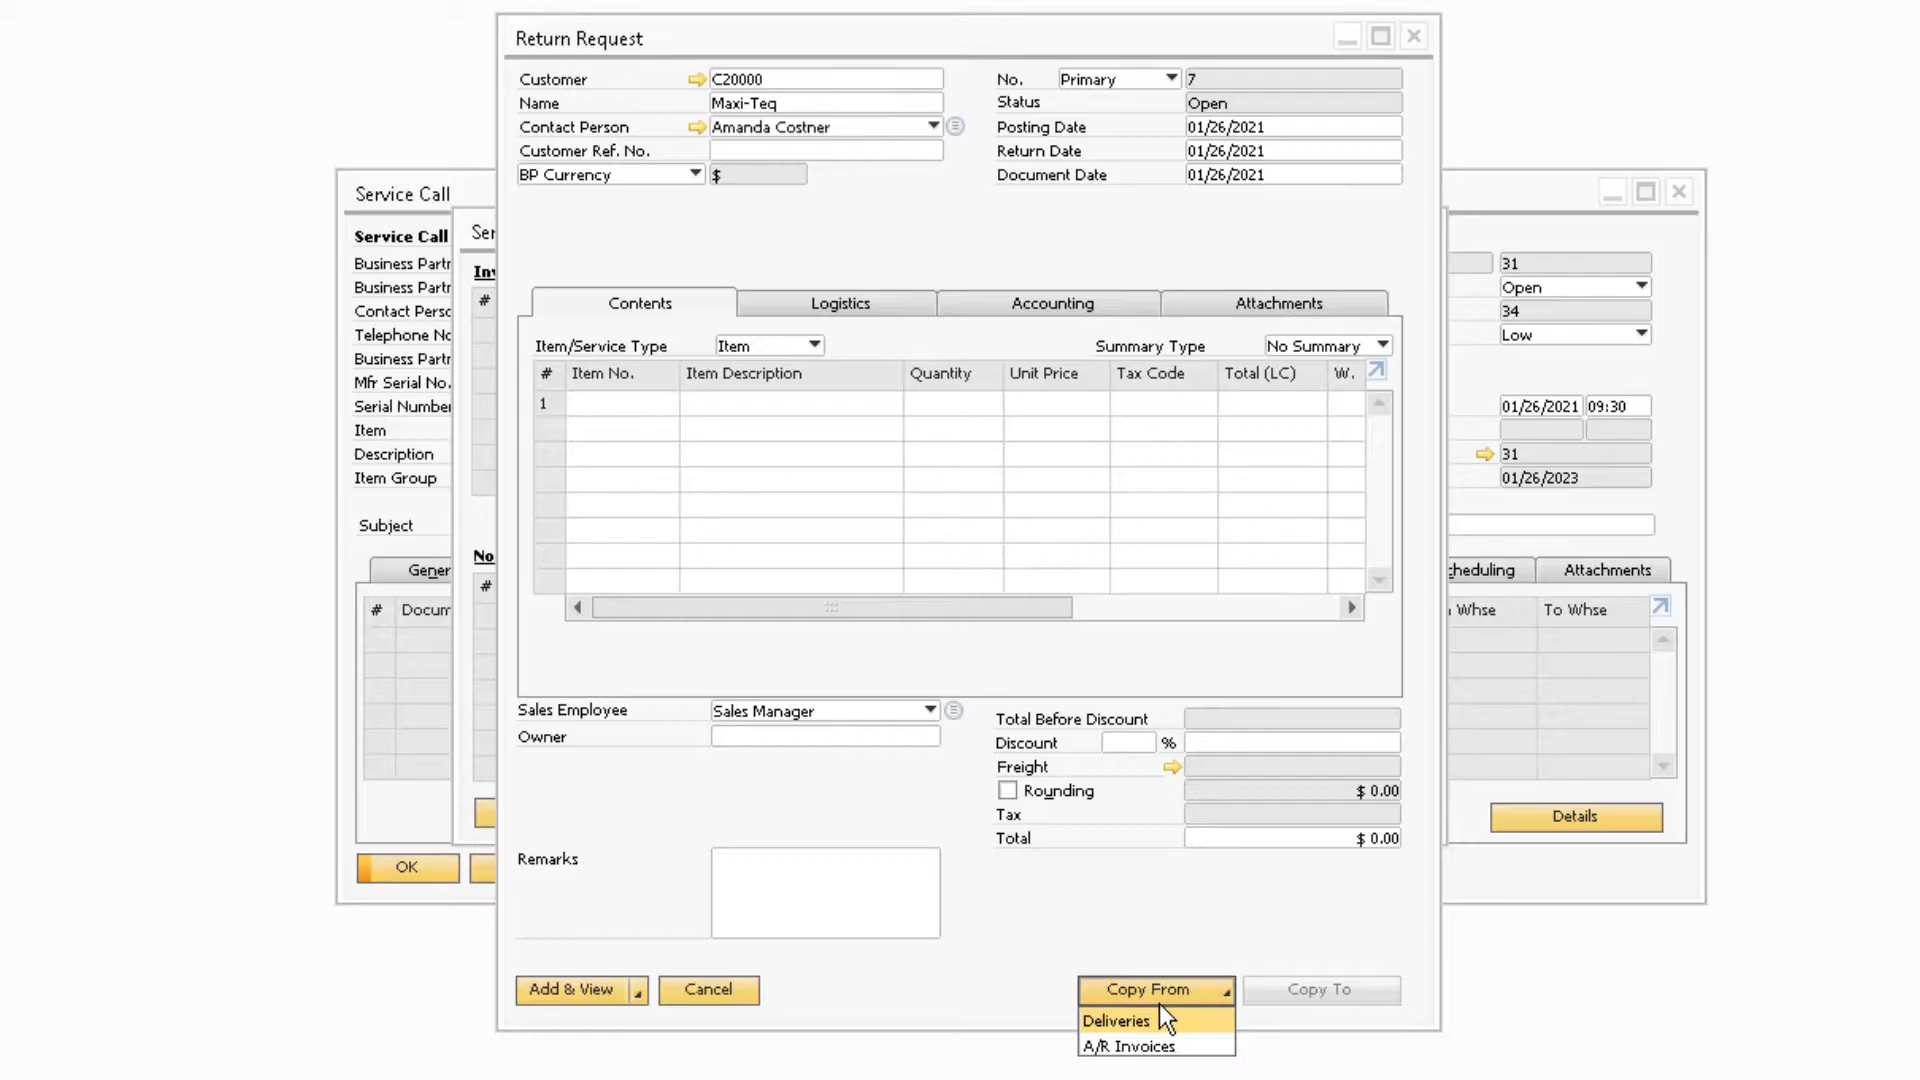 Return Request
Customer C20000 No. Primary 7
Name Maxi-Teq Status Open
Contact Person Amanda Costner Posting Date 01/26/2021
Customer Ref. No. Return Date 01/26/2021
BP Currency $ Document Date 01/26/2021
Contents Logistics Accounting Attachments
Item/Service Type Item Summary Type No Summary
# Item No. Item Description Quantity Unit Price Tax Code Total (LC) W.
1
Sales Employee Sales Manager Total Before Discount
Owner Discount %
Freight
Rounding $ 0.00
Tax
Total $ 0.00
Remarks
Add & View Cancel Copy From Copy To
Deliveries
A/R Invoices
Service Call
Service Call
Business Partn
Business Partn
Contact Perso
Telephone No
Business Partn
Mfr Serial No.
Serial Number
Item
Description
Item Group
Subject
Gener
# Docum
OK
Ser
Inv
#
No
#
31
Open
34
Low
01/26/2021 09:30
31
01/26/2023
cheduling Attachments
Whse To Whse
Details